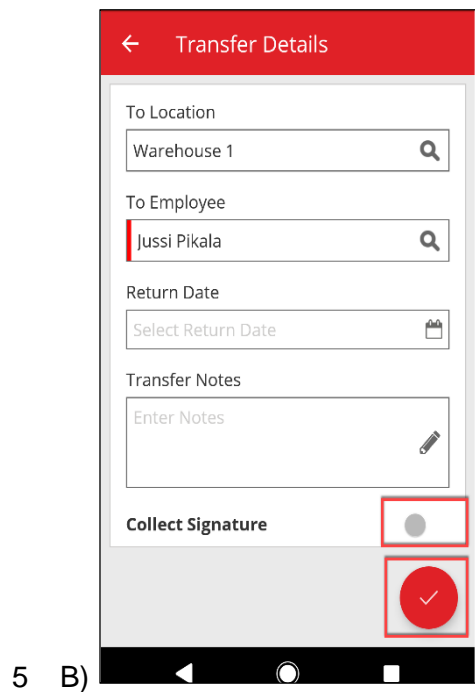 Transfer Details
To Location
Warehouse 1
To Employee
Jussi Pikala
Return Date
Select Return Date
Transfer Notes
Enter Notes
Collect Signature
5 B)